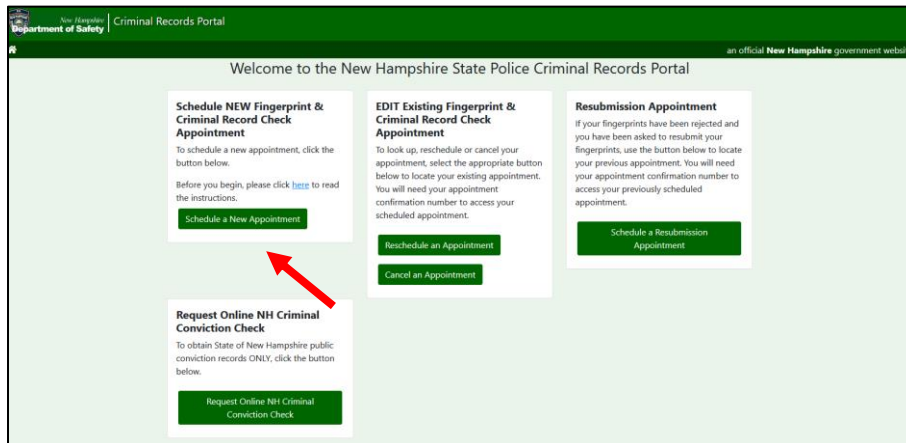 New Hampshire
Department of Safety
Criminal Records Portal
an official New Hampshire government websi
Welcome to the New Hampshire State Police Criminal Records Portal
Schedule NEW Fingerprint &
Criminal Record Check
Appointment
To schedule a new appointment, click the
button below.
Before you begin, please click here to read
the instructions.
Schedule a New Appointment
EDIT Existing Fingerprint &
Criminal Record Check
Appointment
To look up, reschedule or cancel your
appointment, select the appropriate button
below to locate your existing appointment.
You will need your appointment
confirmation number to access your
scheduled appointment.
Reschedule an Appointment
Cancel an Appointment
Resubmission Appointment
If your fingerprints have been rejected and
you have been asked to resubmit your
fingerprints, use the button below to locate
your previous appointment. You will need
your appointment confirmation number to
access your previously scheduled
appointment.
Schedule a Resubmission
Appointment
Request Online NH Criminal
Conviction Check
To obtain State of New Hampshire public
conviction records ONLY, click the button
below.
Request Online NH Criminal
Conviction Check